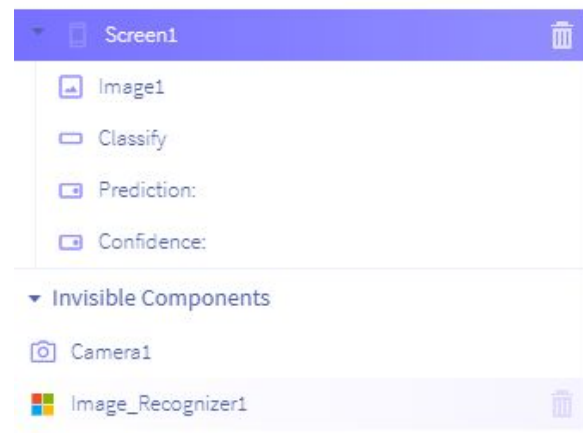 Screen1
Image1
Classify
Prediction:
Confidence:
Invisible Components
Camera1
Image_Recognizer1